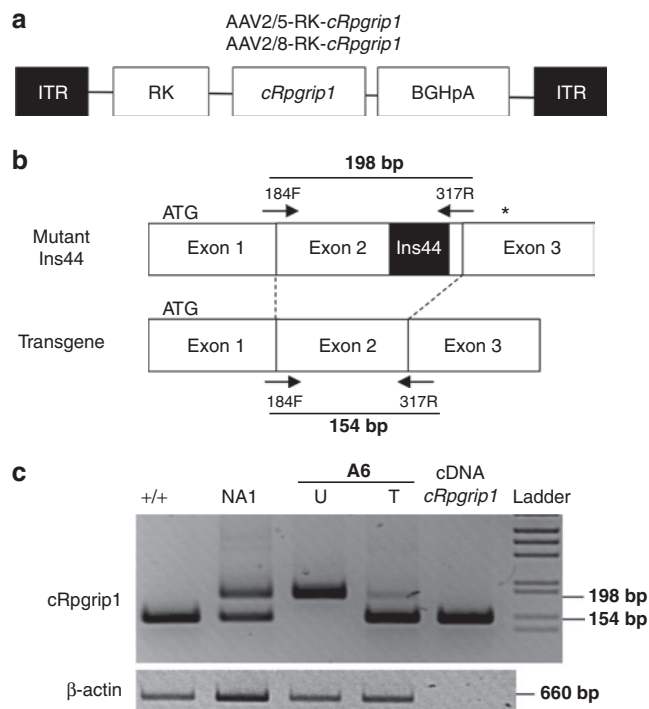 a
AAV2/5-RK-cRpgrip1
AAV2/8-RK-cRpgrip1
ITR RK cRpgrip1 BGHpA ITR
b
198 bp
184F 317R
ATG *
Mutant
Ins44
Exon 1 Exon 2 Ins44 Exon 3
ATG
Transgene
Exon 1 Exon 2 Exon 3
184F 317R
154 bp
c
A6 cDNA
+/+ NA1 U T cRpgrip1 Ladder
cRpgrip1
198 bp
154 bp
β-actin
660 bp